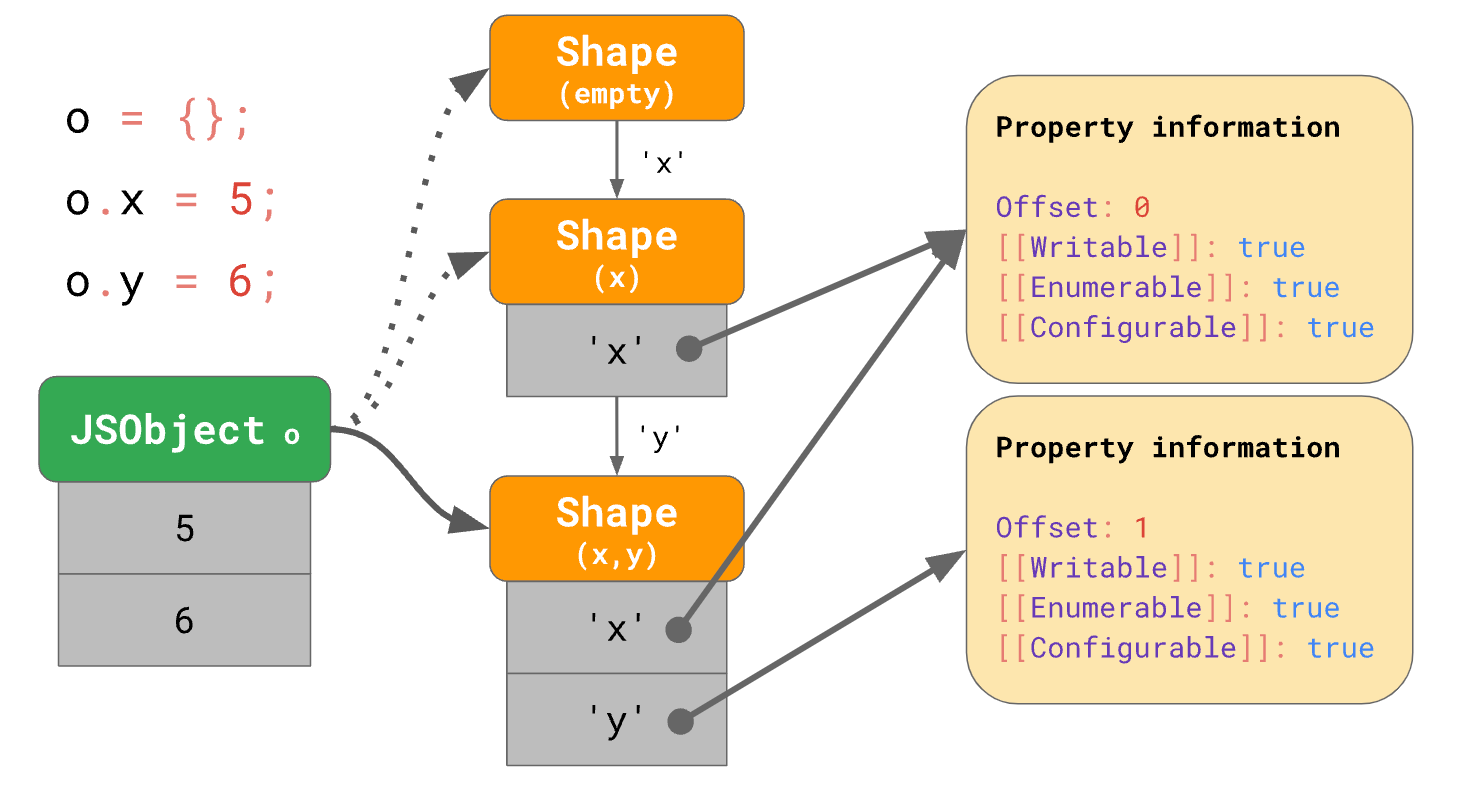 o = {};
o.x = 5;
o.y = 6;
JSObject o
5
6
Shape
(empty)
'x'
Shape
(x)
'x'
'y'
Shape
(x,y)
'x'
'y'
Property information
Offset: 0
[[Writable]]: true
[[Enumerable]]: true
[[Configurable]]: true
Property information
Offset: 1
[[Writable]]: true
[[Enumerable]]: true
[[Configurable]]: true